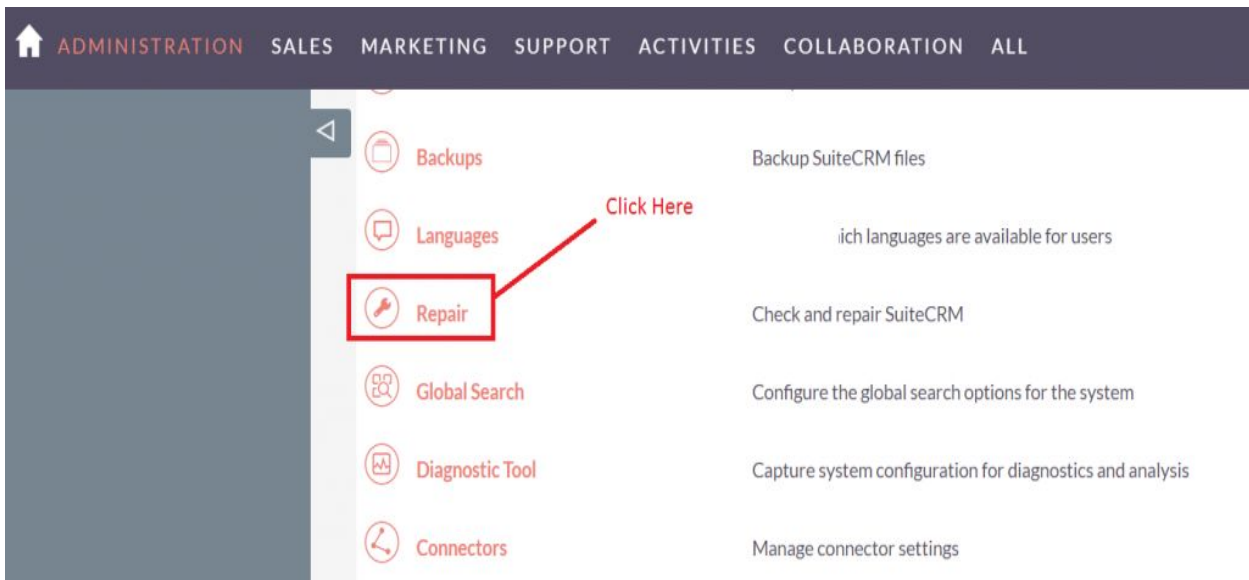 ADMINISTRATION SALES MARKETING SUPPORT ACTIVITIES COLLABORATION ALL
Backups Backup SuiteCRM files
Click Here
Languages languages are available for users
Repair Check and repair SuiteCRM
Global Search Configure the global search options for the system
Diagnostic Tool Capture system configuration for diagnostics and analysis
Connectors Manage connector settings